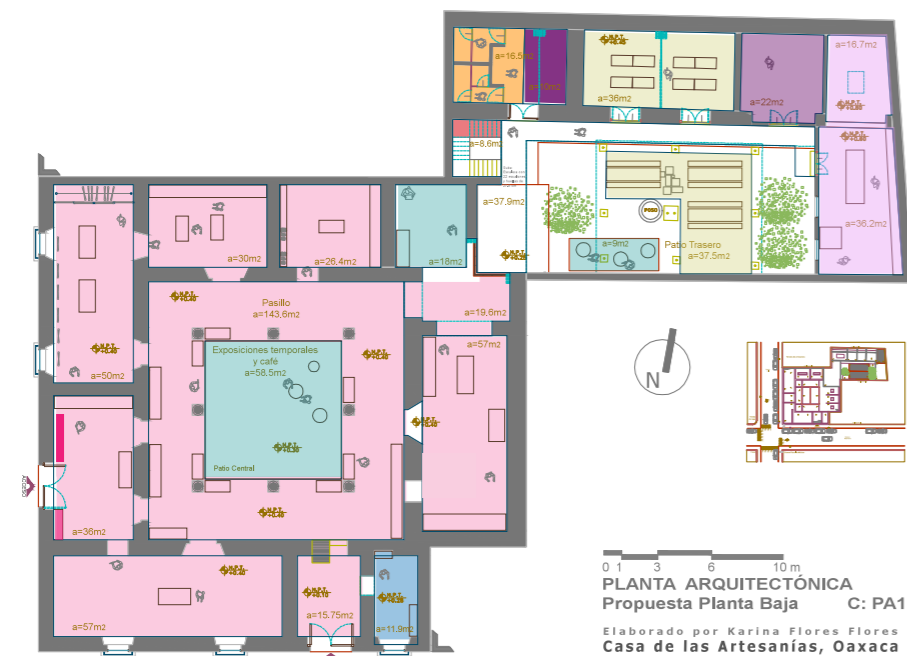 a=16.5m2
a=10m2
a=36m2
a=22m2
a=16,7m2
a=8,6m2
a=37.9m2
POZO
a=36.2m2
a=9m2
Patio Trasero
a=37.5m2
a=30m2
a=26.4m2
a=18m2
Pasillo
a=143,6m2
a=19,6m2
Exposiciones temporales
y café
a=58,5m2
a=57m2
a=50m2
Patio Central
ACCESO
a=36m2
a=57m2
a=15.75m2
a=11.9m2
N
0 1 3 6 10 m
PLANTA ARQUITECTÓNICA
Propuesta Planta Baja C: PA1
Elaborado por Karina Flores Flores
Casa de las Artesanías, Oaxaca